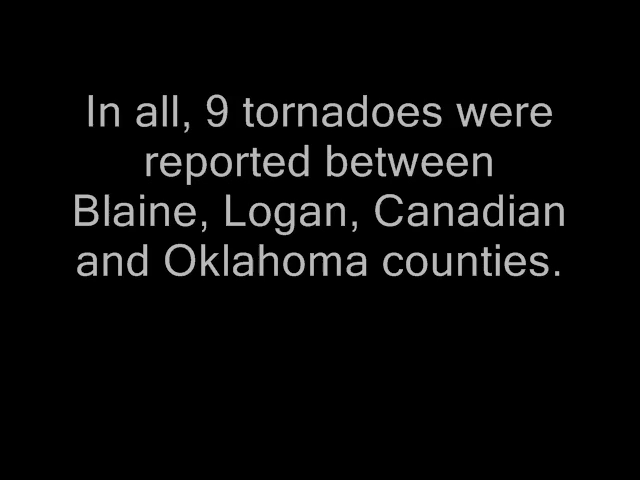 In all, 9 tornadoes were
reported between
Blaine, Logan, Canadian
and Oklahoma counties.